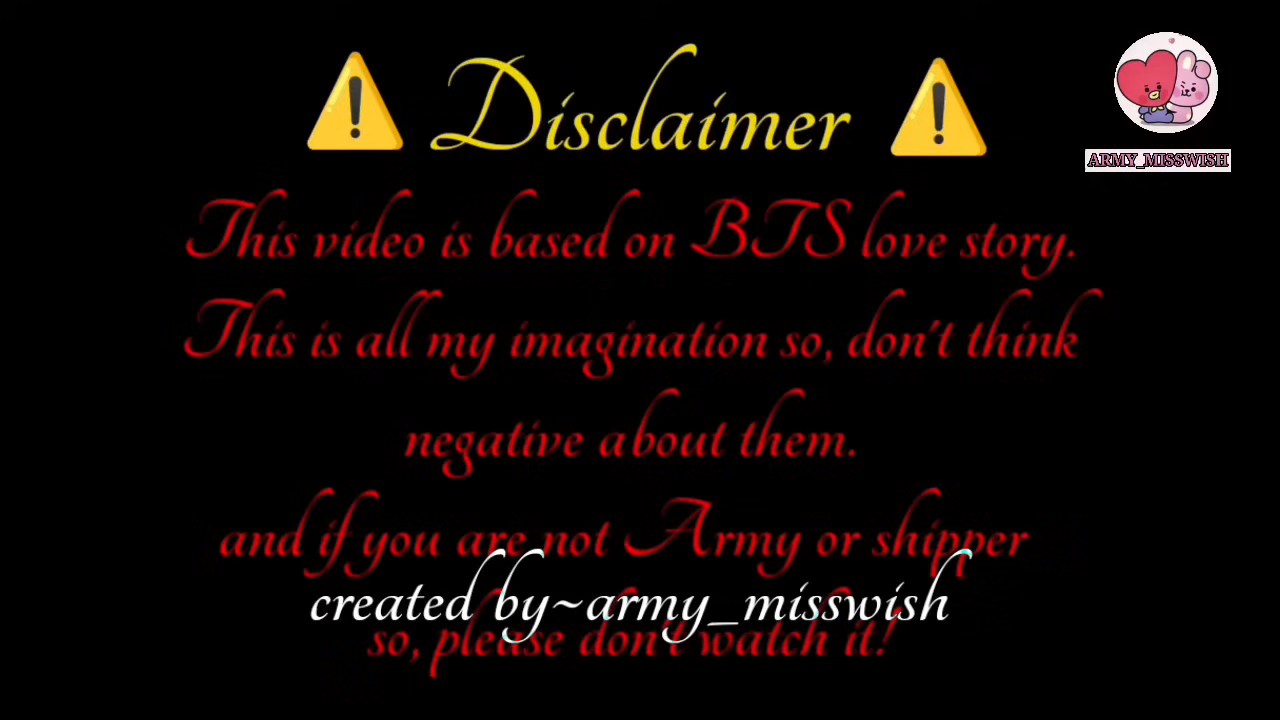 ⚠️ Disclaimer ⚠️
ARMY_MISSWISH
This video is based on BTS love story.
This is all my imagination so, don't think
negative about them.
and if you are not Army or shipper
created by~army_misswish
so, please don't watch it!